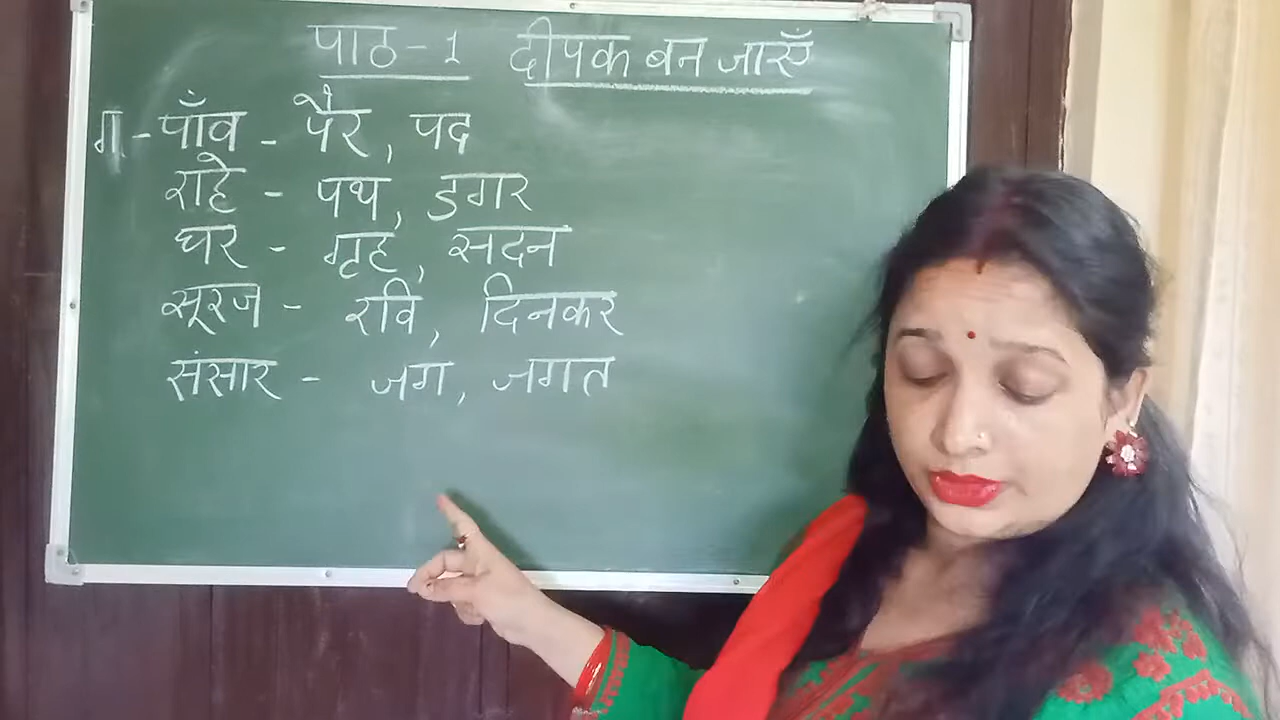 पाठ-1 दीपक बन जाएँ
ग-पाँव - पैर, पद
राहे - पथ, डगर
घर - गृह, सदन
सूरज - रवि, दिनकर
संसार - जग, जगत